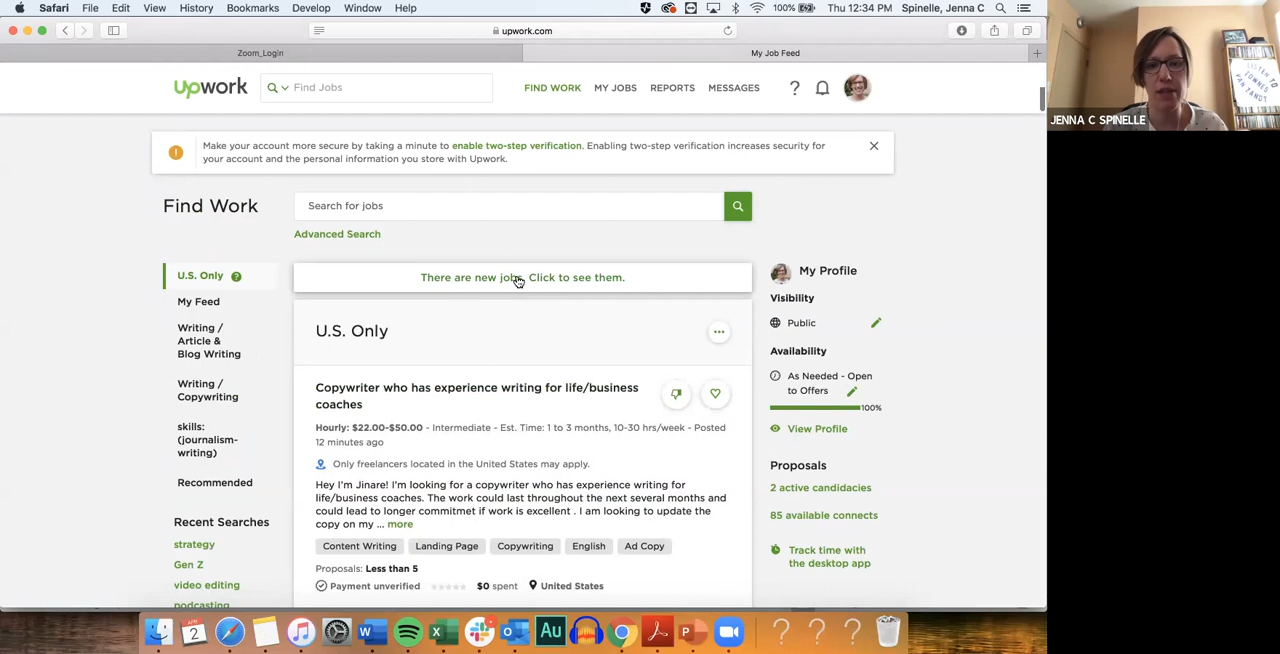 Safari File Edit View History Bookmarks Develop Window Help
100% Thu 12:34 PM Spinelle, Jenna C
upwork.com
Zoom_Login
My Job Feed
upwork
Find Jobs
FIND WORK MY JOBS REPORTS MESSAGES
Make your account more secure by taking a minute to enable two-step verification. Enabling two-step verification increases security for
your account and the personal information you store with Upwork.
Find Work
Search for jobs
Advanced Search
U.S. Only
My Feed
Writing /
Article &
Blog Writing
Writing /
Copywriting
skills:
(journalism-
writing)
Recommended
Recent Searches
strategy
Gen Z
video editing
podcasting
There are new jobs. Click to see them.
U.S. Only
Copywriter who has experience writing for life/business
coaches
Hourly: $22.00-$50.00 - Intermediate - Est. Time: 1 to 3 months, 10-30 hrs/week - Posted
12 minutes ago
Only freelancers located in the United States may apply.
Hey I'm Jinare! I'm looking for a copywriter who has experience writing for
life/business coaches. The work could last throughout the next several months and
could lead to longer commitment if work is excellent . I am looking to update the
copy on my ... more
Content Writing Landing Page Copywriting English Ad Copy
Proposals: Less than 5
Payment unverified $0 spent United States
My Profile
Visibility
Public
Availability
As Needed - Open
to Offers
100%
View Profile
Proposals
2 active candidacies
85 available connects
Track time with
the desktop app
LISTEN TO
TOWNES
VAN ZANDT
JENNA C SPINELLE
APR
2
W
X
Au
P